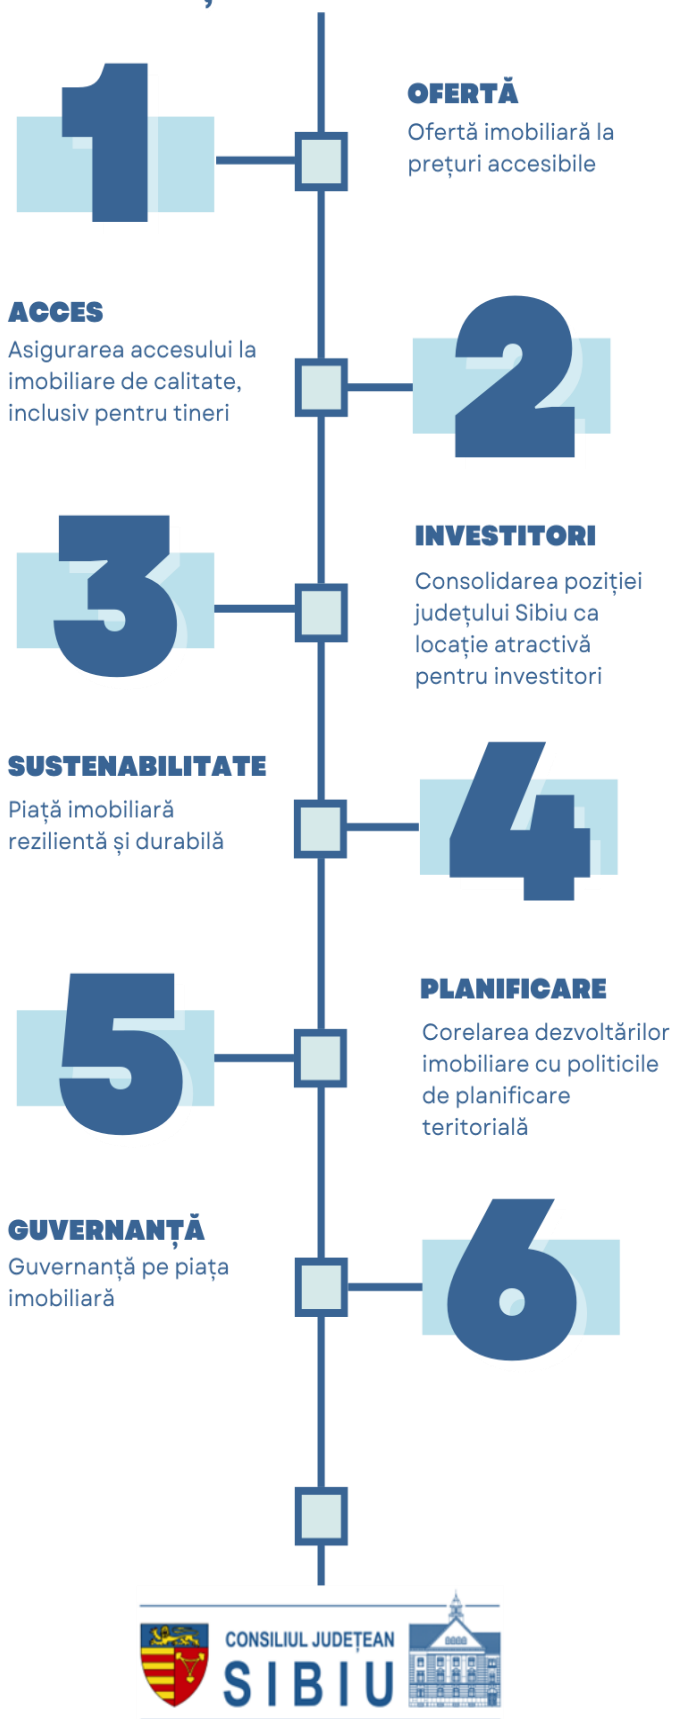 1
OFERTĂ
Ofertă imobiliară la
prețuri accesibile
ACCES
Asigurarea accesului la
imobiliare de calitate,
inclusiv pentru tineri
2
3
INVESTITORI
Consolidarea poziției
județului Sibiu ca
locație atractivă
pentru investitori
SUSTENABILITATE
Piață imobiliară
rezilientă și durabilă
4
5
PLANIFICARE
Corelarea dezvoltărilor
imobiliare cu politicile
de planificare
teritorială
GUVERNANȚĂ
Guvernanță pe piața
imobiliară
6
CONSILIUL JUDEȚEAN
SIBIU